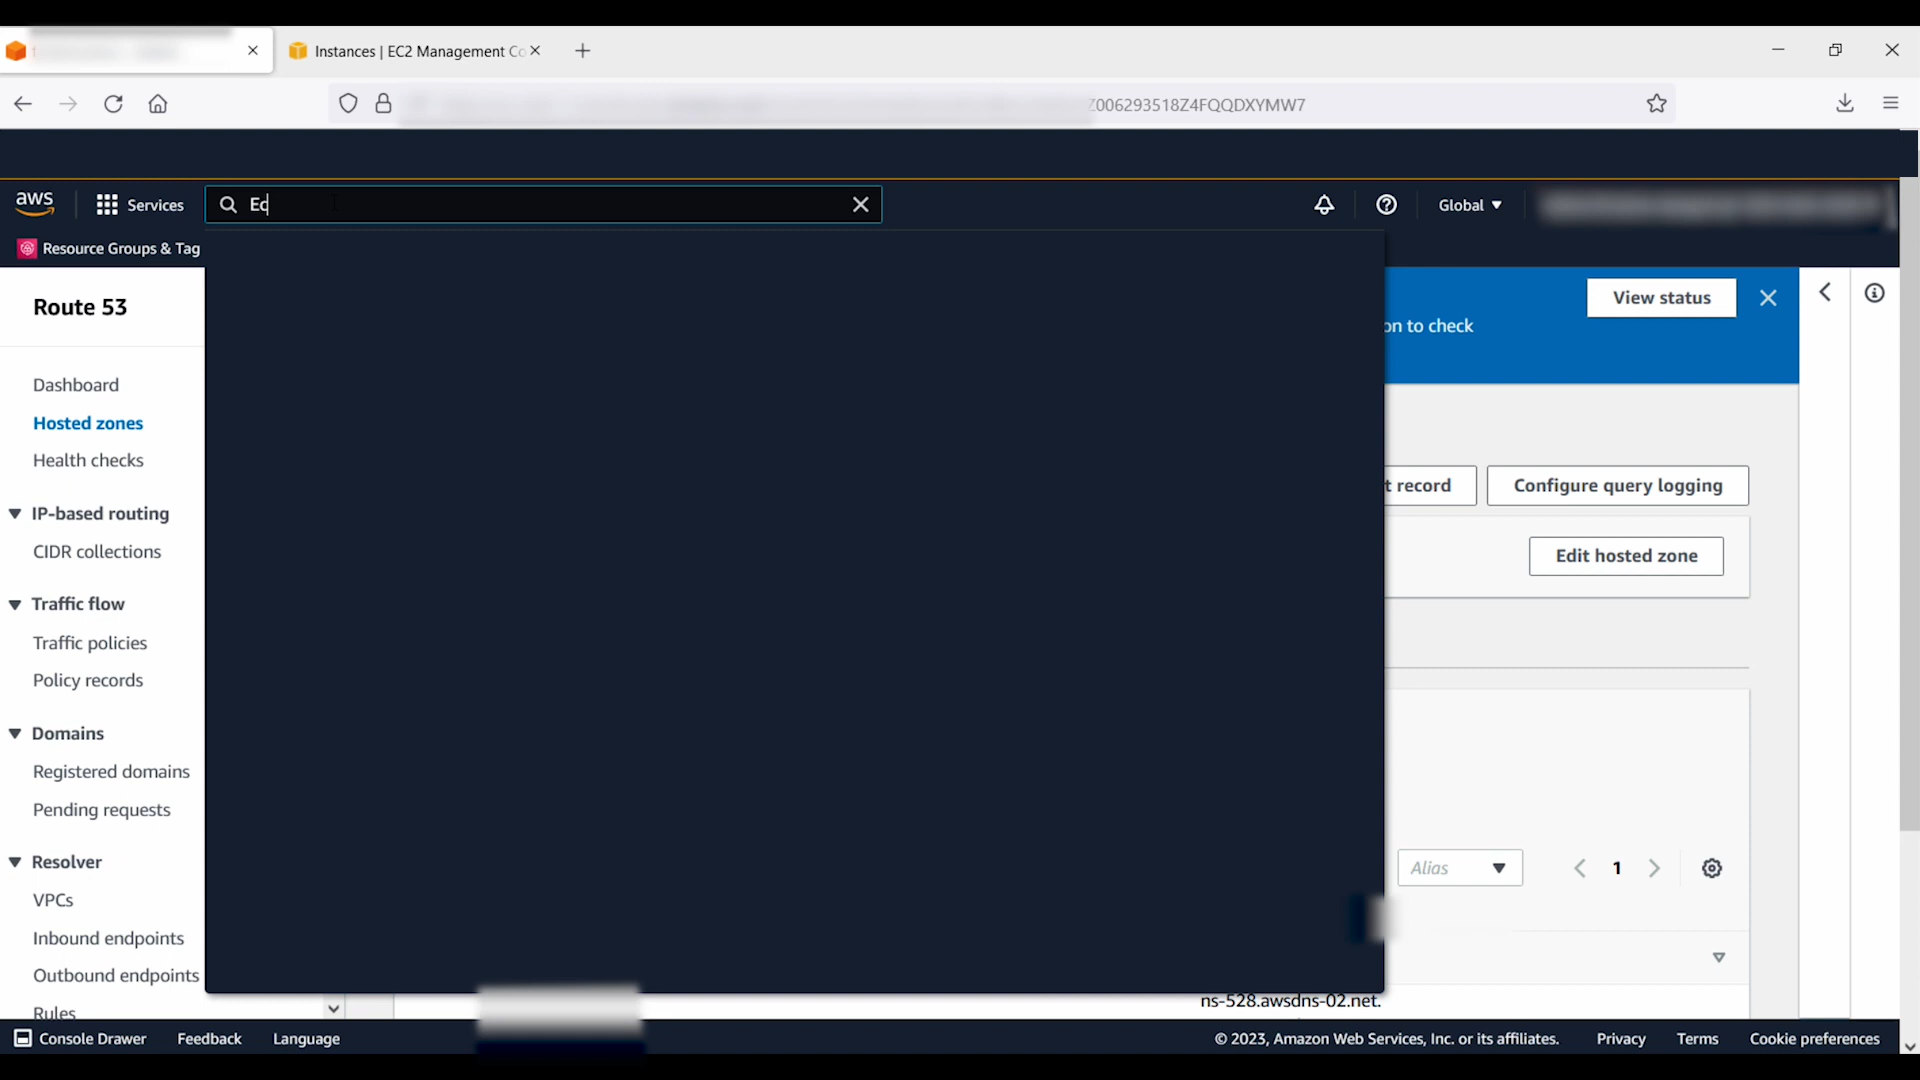 Instances | EC2 Management Co
Z006293518Z4FQQDXYMW7
aws
Services
Ec
Global
Resource Groups & Tag
Route 53
View status
on to check
Dashboard
Hosted zones
Health checks
t record
Configure query logging
IP-based routing
CIDR collections
Edit hosted zone
Traffic flow
Traffic policies
Policy records
Domains
Registered domains
Pending requests
Resolver
VPCs
Alias
1
Inbound endpoints
Outbound endpoints
Rules
ns-528.awsdns-02.net.
Console Drawer
Feedback
Language
© 2023, Amazon Web Services, Inc. or its affiliates.
Privacy
Terms
Cookie preferences